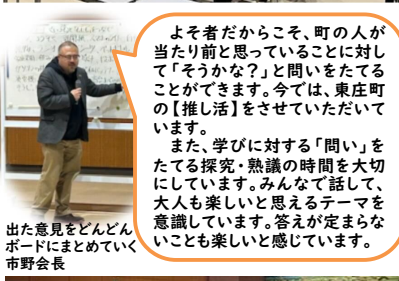 よそ者だからこそ、町の人が
当たり前と思っていることに対し
て「そうかな？」と問いをたてる
ことができます。今では、東庄町
の【推し活】をさせていただいて
います。
また、学びに対する「問い」を
たてる探究・熟議の時間を大切
にしています。みんなで話して、
大人も楽しいと思えるテーマを
意識しています。答えが定まらな
いことも楽しいと感じています。
出た意見をどんどん
ボードにまとめていく
市野会長